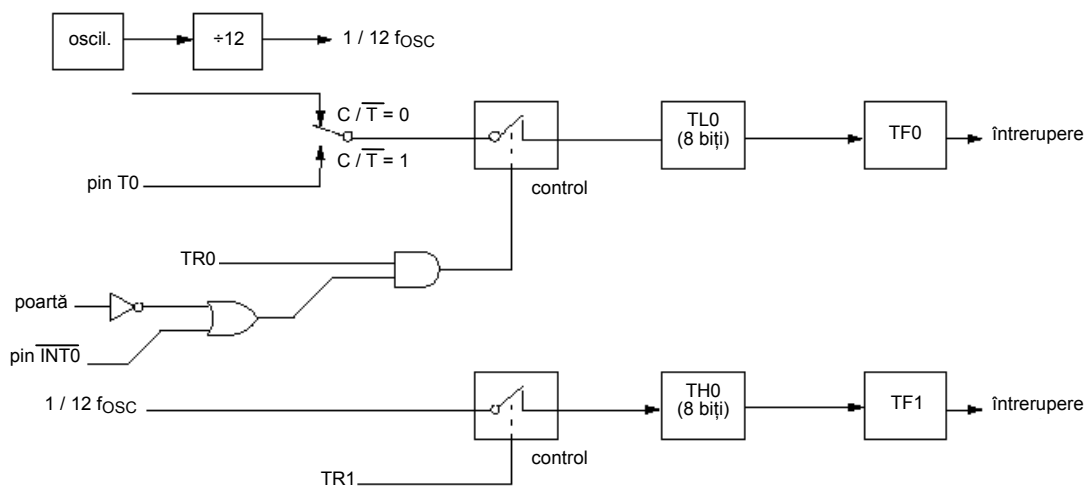 oscil.
÷12
1 / 12 fOSC
C / T̅ = 0
C / T̅ = 1
pin T0
control
TL0
(8 biți)
TF0
întrerupere
TR0
poartă
pin I̅N̅T̅0̅
1 / 12 fOSC
TR1
control
TH0
(8 biți)
TF1
întrerupere